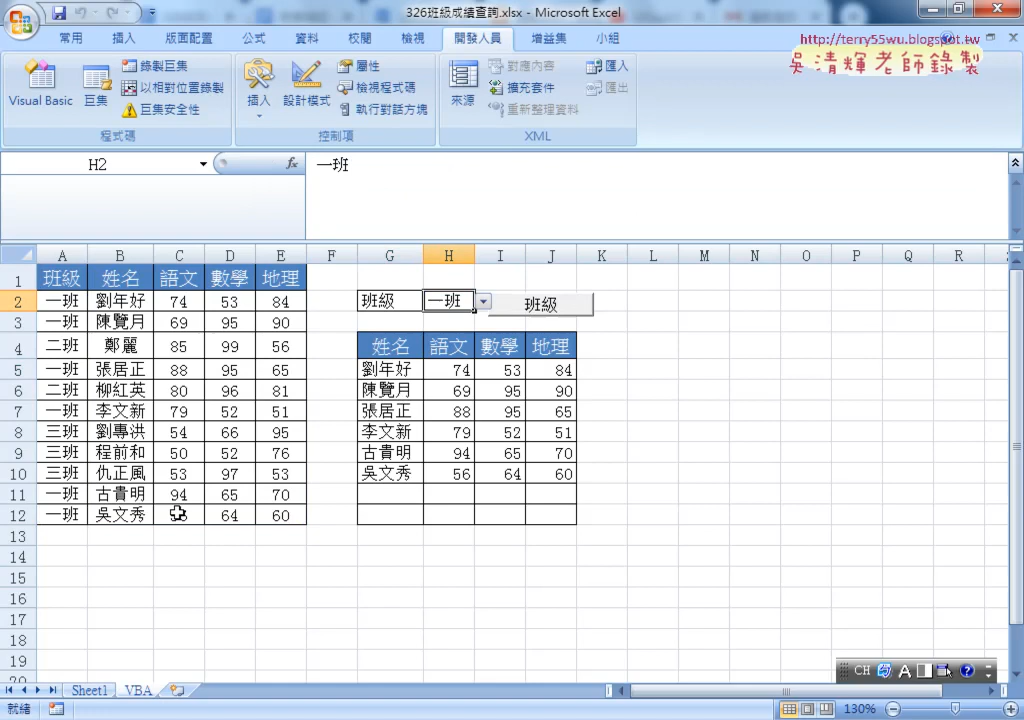 326班級成績查詢.xlsx - Microsoft Excel
常用 插入 版面配置 公式 資料 校閱 檢視 開發人員 增益集 小組
http://terry55wu.blogspot.tw
吳清輝老師錄製
Visual Basic 巨集 錄製巨集 以相對位置錄製 巨集安全性
插入 設計模式 屬性 檢視程式碼 執行對話方塊
來源 對應內容 擴充套件 重新整理資料 匯入 匯出
程式碼 控制項 XML
H2 fx 一班
A B C D E F G H I J K L M N O P Q R
1 班級 姓名 語文 數學 地理
2 一班 劉年好 74 53 84 班級 一班 班級
3 一班 陳覽月 69 95 90
4 二班 鄭麗 85 99 56 姓名 語文 數學 地理
5 一班 張居正 88 95 65 劉年好 74 53 84
6 二班 柳紅英 80 96 81 陳覽月 69 95 90
7 一班 李文新 79 52 51 張居正 88 95 65
8 三班 劉專洪 54 66 95 李文新 79 52 51
9 三班 程前和 50 52 76 古貴明 94 65 70
10 三班 仇正風 53 97 53 吳文秀 56 64 60
11 一班 古貴明 94 65 70
12 一班 吳文秀 64 60
13
14
15
16
17
18
19
20
CH A
Sheet1 VBA
就緒 130%